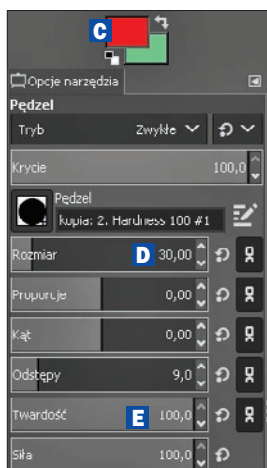 C
Opcje narzędzia
Pędzel
Tryb Zwykłe
Krycie 100,0
Pędzel
kopia: 2. Hardness 100 #1
Rozmiar D 30,00
Proporcje 0,00
Kąt 0,00
Odstępy 9,0
Twardość E 100,0
Siła 100,0